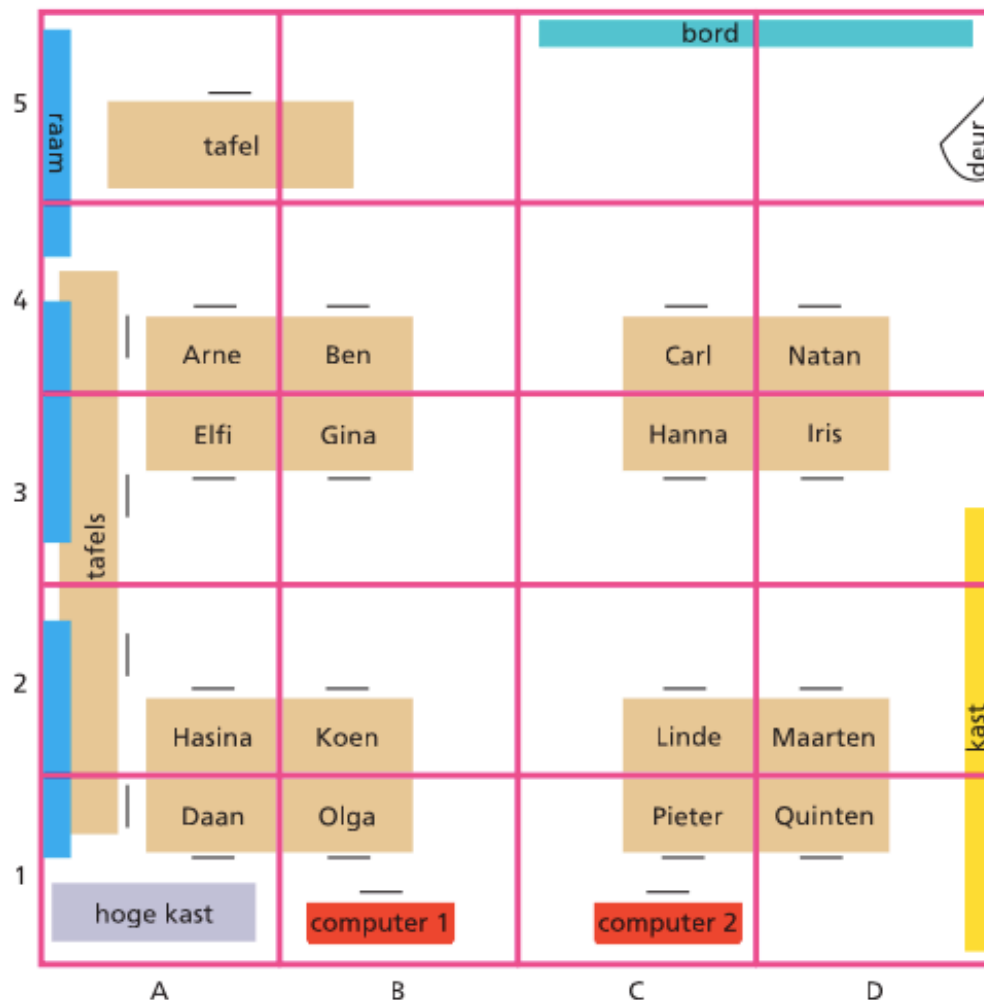 bord
5
raam
tafel
deur
4
Arne Ben Carl Natan
Elfi Gina Hanna Iris
3
tafels
2
Hasina Koen Linde Maarten
kast
Daan Olga Pieter Quinten
1
hoge kast computer 1 computer 2
A B C D